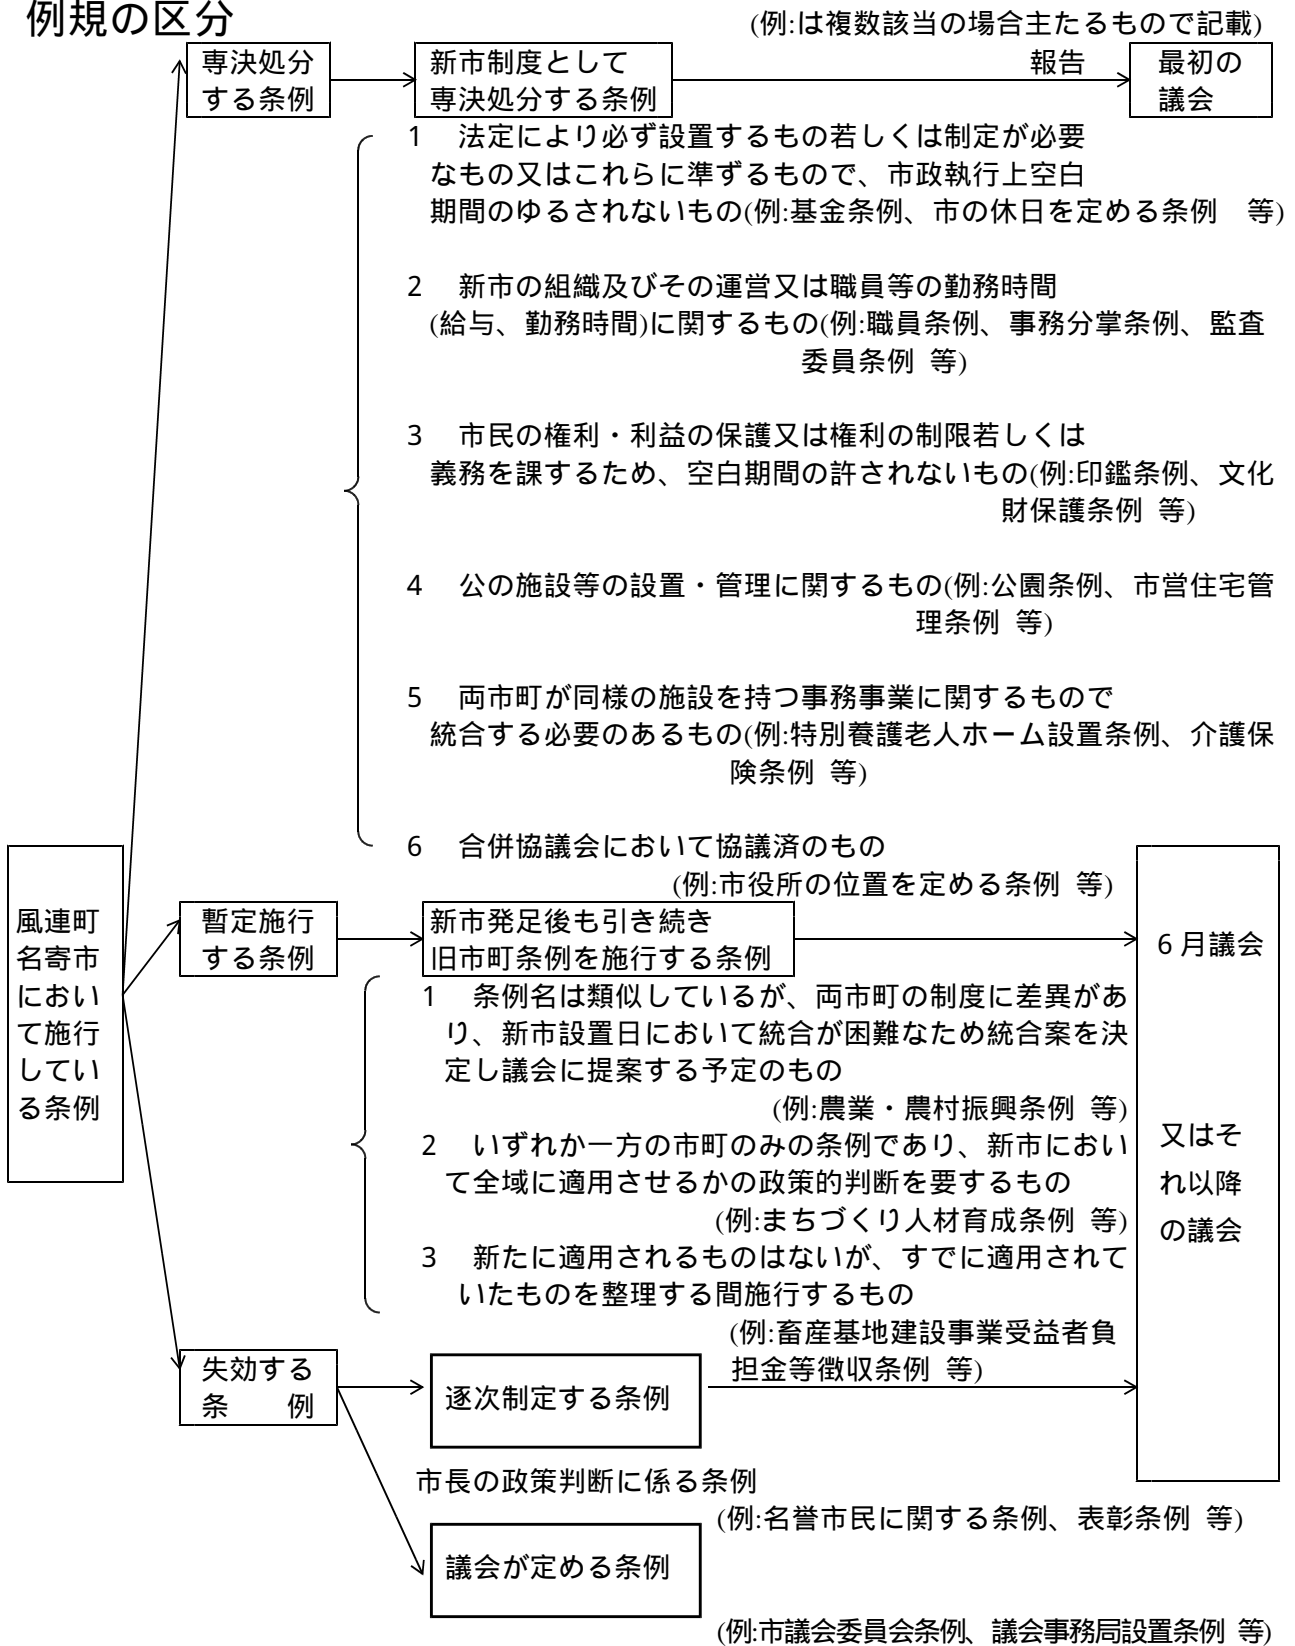 例規の区分
(例:は複数該当の場合主たるもので記載)
専決処分
する条例
新市制度として
専決処分する条例
報告
最初の
議会
1　法定により必ず設置するもの若しくは制定が必要
なもの又はこれらに準ずるもので、市政執行上空白
期間のゆるされないもの(例:基金条例、市の休日を定める条例　等)
2　新市の組織及びその運営又は職員等の勤務時間
(給与、勤務時間)に関するもの(例:職員条例、事務分掌条例、監査
委員条例 等)
3　市民の権利・利益の保護又は権利の制限若しくは
義務を課するため、空白期間の許されないもの(例:印鑑条例、文化
財保護条例 等)
4　公の施設等の設置・管理に関するもの(例:公園条例、市営住宅管
理条例 等)
5　両市町が同様の施設を持つ事務事業に関するもので
統合する必要のあるもの(例:特別養護老人ホーム設置条例、介護保
険条例 等)
6　合併協議会において協議済のもの
(例:市役所の位置を定める条例 等)
風連町
名寄市
におい
て施行
してい
る条例
暫定施行
する条例
新市発足後も引き続き
旧市町条例を施行する条例
6月議会
又はそ
れ以降
の議会
1　条例名は類似しているが、両市町の制度に差異があ
り、新市設置日において統合が困難なため統合案を決
定し議会に提案する予定のもの
(例:農業・農村振興条例 等)
2　いずれか一方の市町のみの条例であり、新市におい
て全域に適用させるかの政策的判断を要するもの
(例:まちづくり人材育成条例 等)
3　新たに適用されるものはないが、すでに適用されて
いたものを整理する間施行するもの
(例:畜産基地建設事業受益者負
担金等徴収条例 等)
失効する
条　　例
逐次制定する条例
市長の政策判断に係る条例
(例:名誉市民に関する条例、表彰条例 等)
議会が定める条例
(例:市議会委員会条例、議会事務局設置条例 等)